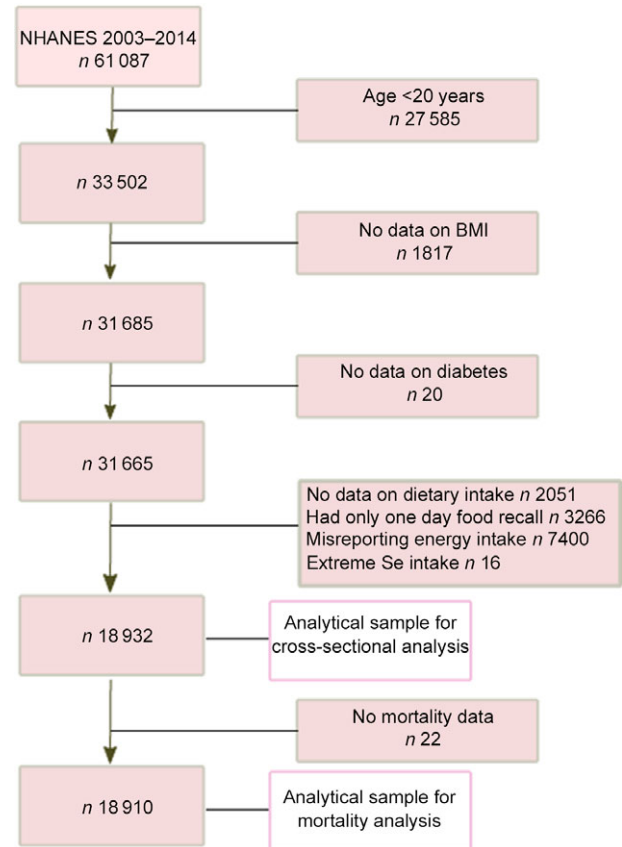 NHANES 2003–2014
n 61 087
Age <20 years
n 27 585
n 33 502
No data on BMI
n 1817
n 31 685
No data on diabetes
n 20
n 31 665
No data on dietary intake n 2051
Had only one day food recall n 3266
Misreporting energy intake n 7400
Extreme Se intake n 16
n 18 932
Analytical sample for
cross-sectional analysis
No mortality data
n 22
n 18 910
Analytical sample for
mortality analysis